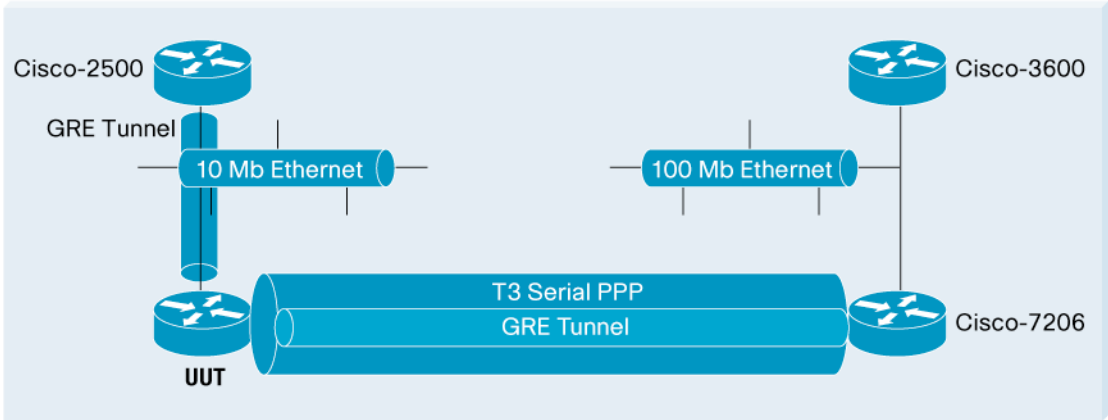 Cisco-2500
Cisco-3600
GRE Tunnel
10 Mb Ethernet
100 Mb Ethernet
T3 Serial PPP
GRE Tunnel
Cisco-7206
UUT